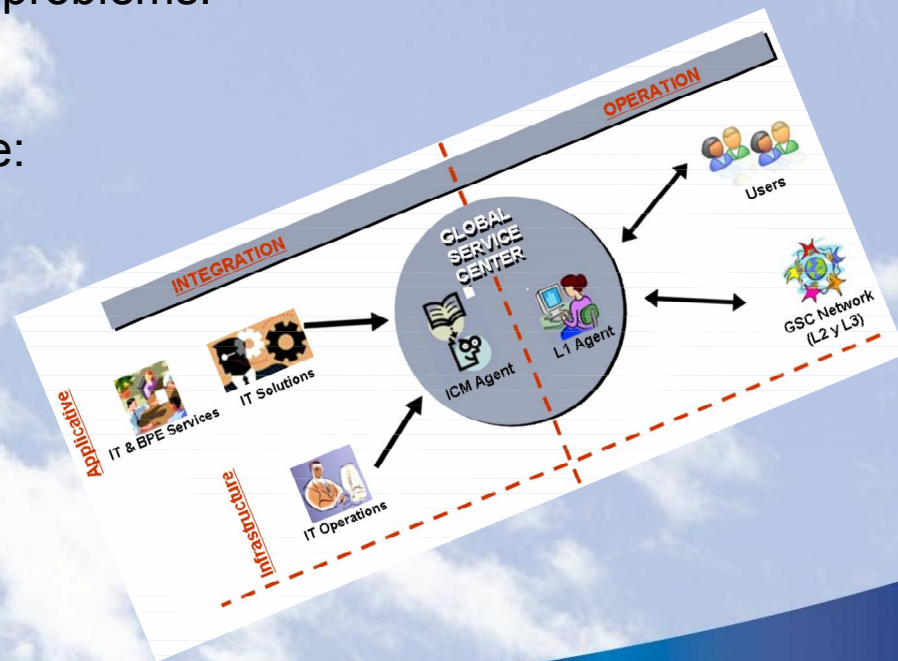 problems.
e:
INTEGRATION
OPERATION
GLOBAL
SERVICE
CENTER
ICM Agent
L1 Agent
Users
GSC Network
(L2 y L3)
Applicative
IT & BPE Services
IT Solutions
Infrastructure
IT Operations